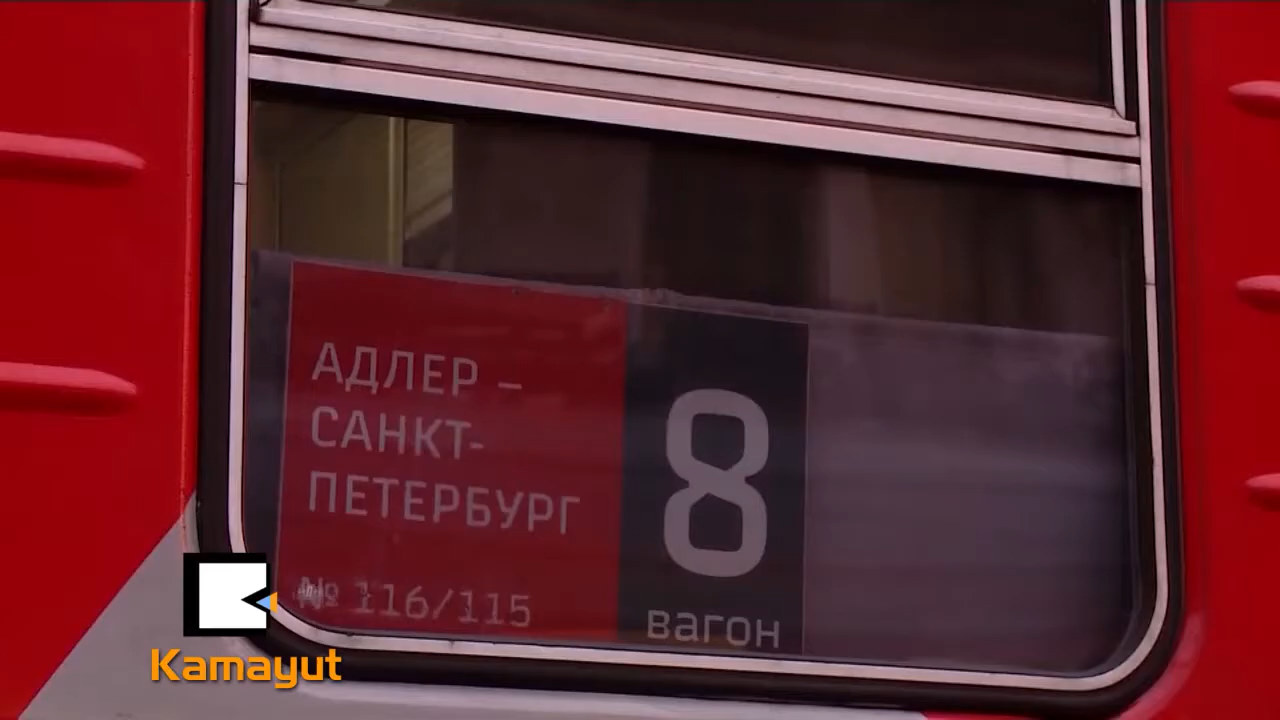 АДЛЕР –
САНКТ-
ПЕТЕРБУРГ
№ 116/115
8
вагон
Kamayut